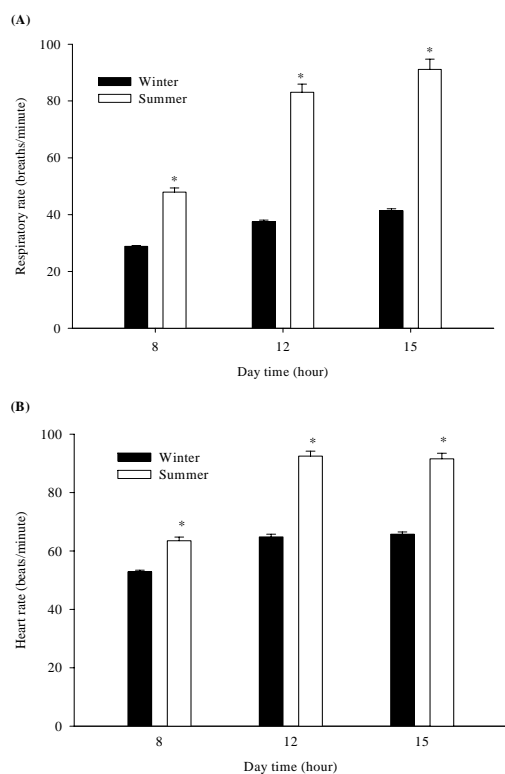 (A)
Respiratory rate (breaths/minute)
100
80
60
40
20
0
Winter
Summer
*
*
*
8
12
15
Day time (hour)
(B)
Heart rate (beats/minute)
100
80
60
40
20
0
Winter
Summer
*
*
*
8
12
15
Day time (hour)